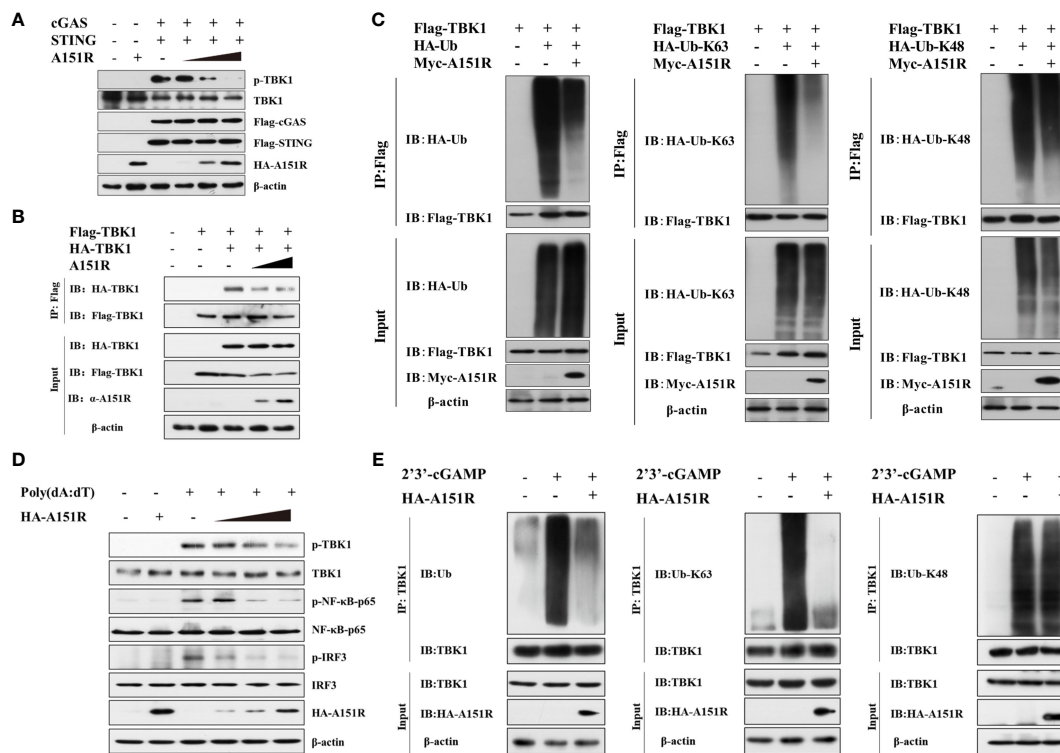 A
cGAS - - + + + +
STING - - + + + +
A151R - + -
p-TBK1
TBK1
Flag-cGAS
Flag-STING
HA-A151R
β-actin
B
Flag-TBK1 - + + + +
HA-TBK1 - - + + +
A151R - - -
IP: Flag
IB: HA-TBK1
IB: Flag-TBK1
Input
IB: HA-TBK1
IB: Flag-TBK1
IB: α-A151R
β-actin
C
Flag-TBK1 + + +
HA-Ub - + +
Myc-A151R - - +
IP:Flag
IB:HA-Ub
IB:Flag-TBK1
Input
IB:HA-Ub
IB:Flag-TBK1
IB:Myc-A151R
β-actin
Flag-TBK1 + + +
HA-Ub-K63 - + +
Myc-A151R - - +
IP:Flag
IB:HA-Ub-K63
IB:Flag-TBK1
Input
IB:HA-Ub-K63
IB:Flag-TBK1
IB:Myc-A151R
β-actin
Flag-TBK1 + + +
HA-Ub-K48 - + +
Myc-A151R - - +
IP:Flag
IB:HA-Ub-K48
IB:Flag-TBK1
Input
IB:HA-Ub-K48
IB:Flag-TBK1
IB:Myc-A151R
β-actin
D
Poly(dA:dT) - - + + + +
HA-A151R - + -
p-TBK1
TBK1
p-NF-κB-p65
NF-κB-p65
p-IRF3
IRF3
HA-A151R
β-actin
E
2'3'-cGAMP - + +
HA-A151R - - +
IP: TBK1
IB:Ub
IB:TBK1
Input
IB:TBK1
IB:HA-A151R
β-actin
2'3'-cGAMP - + +
HA-A151R - - +
IP: TBK1
IB:Ub-K63
IB:TBK1
Input
IB:TBK1
IB:HA-A151R
β-actin
2'3'-cGAMP - +
HA-A151R - -
IP: TBK1
IB:Ub-K48
IB:TBK1
Input
IB:TBK1
IB:HA-A151R
β-actin